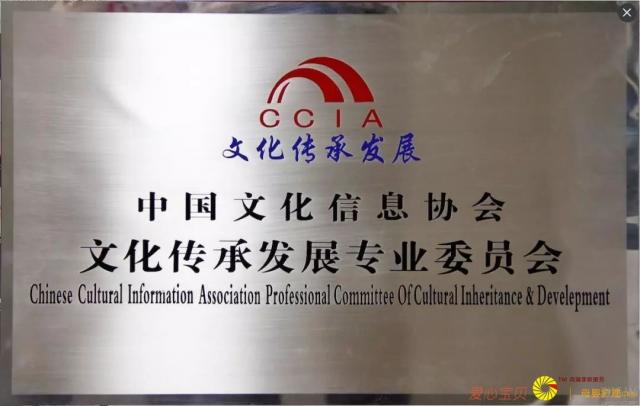 CCIA
文化传承发展
中国文化信息协会
文化传承发展专业委员会
Chinese Cultural Information Association Professional Committee Of Cultural Inheritance & Develepment
爱心宝贝